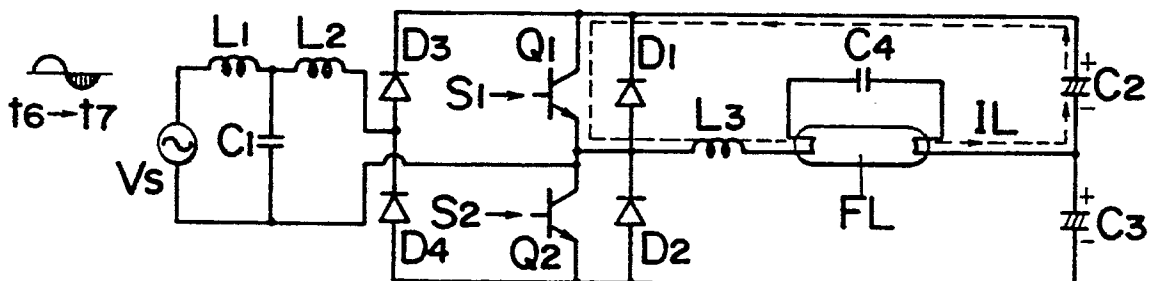 L1 L2 D3 Q1 D1 C4
t6→t7
S1→
C2
+
-
L3
IL
C1
Vs
FL
S2→
D4
Q2
D2
C3
+
-